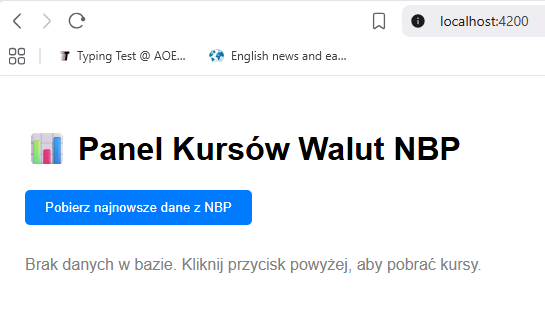 localhost:4200
Typing Test @ AOE...
English news and ea...
Panel Kursów Walut NBP
Pobierz najnowsze dane z NBP
Brak danych w bazie. Kliknij przycisk powyżej, aby pobrać kursy.